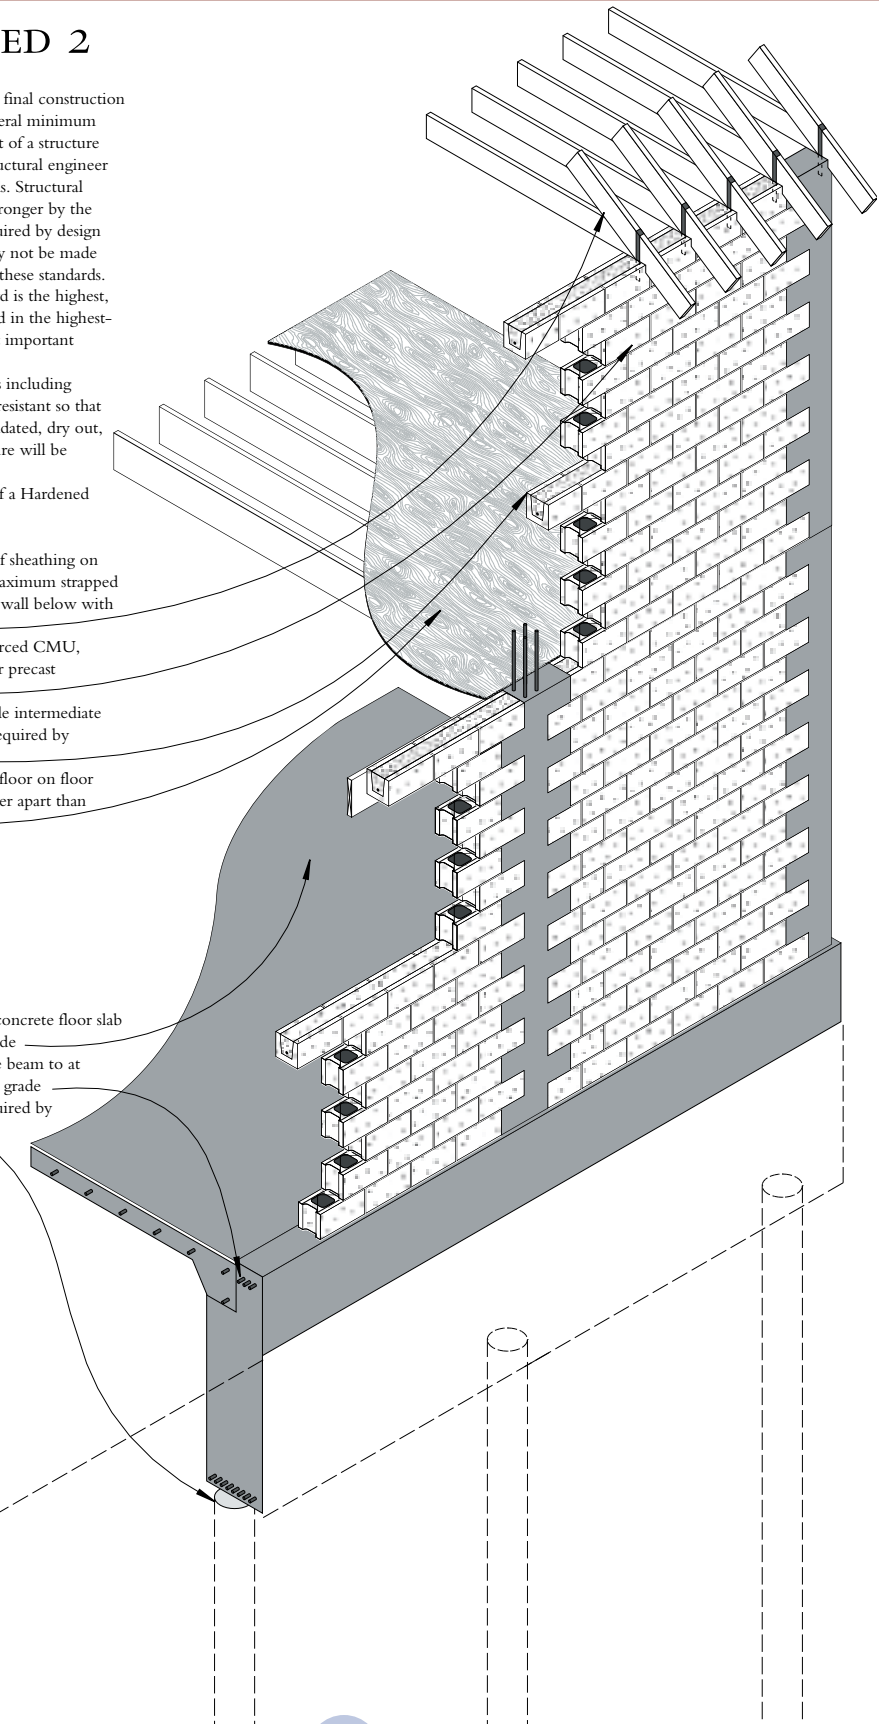 ED 2
final construction
eral minimum
t of a structure
uctural engineer
s. Structural
ronger by the
uired by design
y not be made
these standards.
d is the highest,
d in the highest-
important
s including
resistant so that
dated, dry out,
re will be
f a Hardened
f sheathing on
aximum strapped
wall below with
rced CMU,
r precast
le intermediate
equired by
floor on floor
er apart than
concrete floor slab
de
e beam to at
grade
uired by